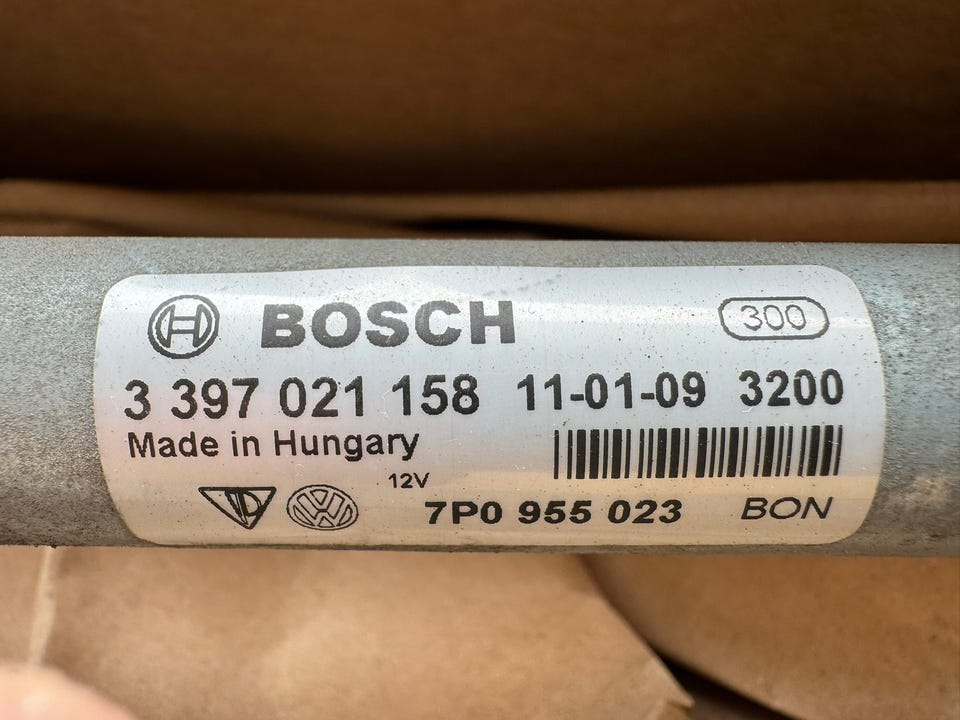 BOSCH 300
3 397 021 158 11-01-09 3200
Made in Hungary
12V
7P0 955 023 BON